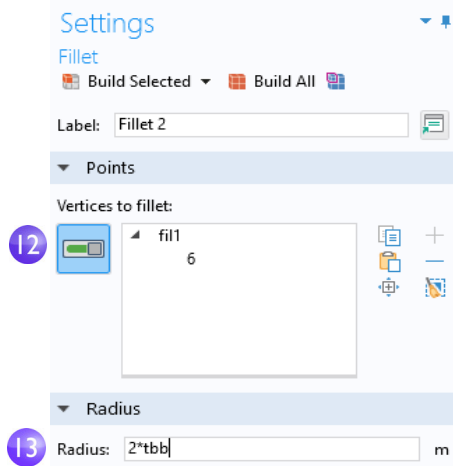 Settings
Fillet
Build Selected Build All
Label: Fillet 2
Points
Vertices to fillet:
12
fil1
6
Radius
13 Radius: 2*tbb m